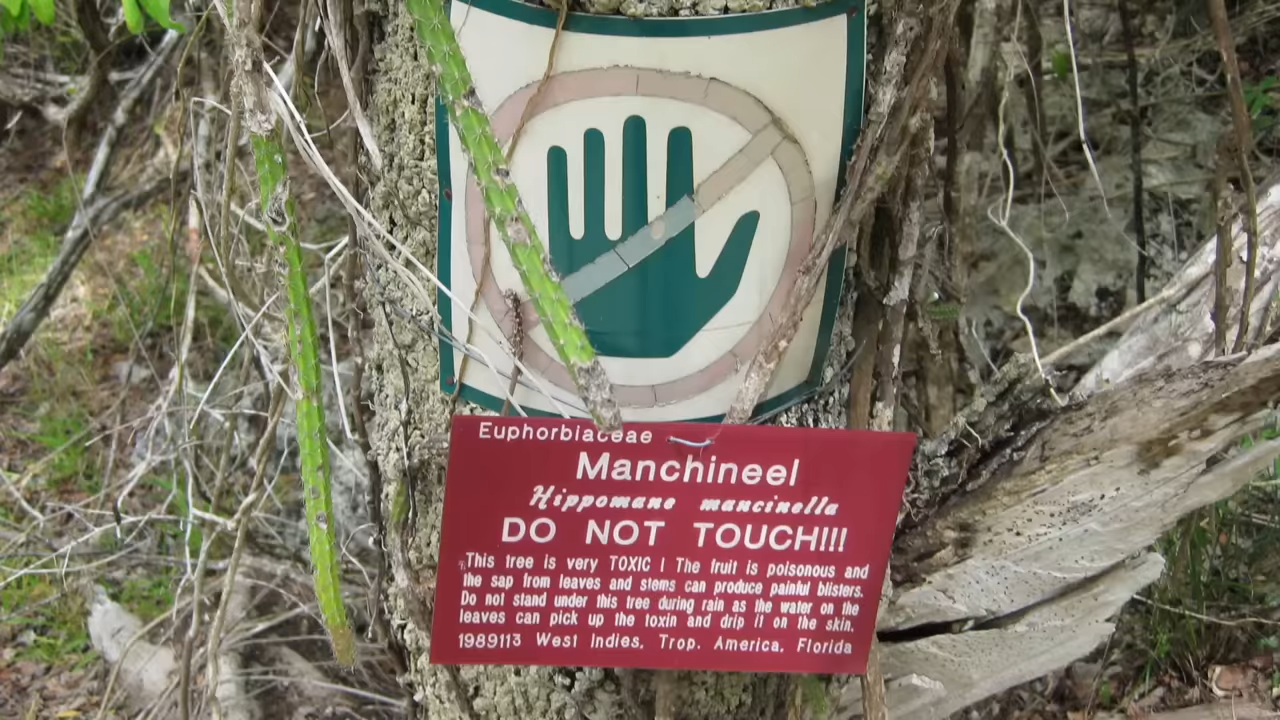 Euphorbiaceae
Manchineel
Hippomane mancinella
DO NOT TOUCH!!!
This tree is very TOXIC ! The fruit is poisonous and
the sap from leaves and stems can produce painful blisters.
Do not stand under this tree during rain as the water on the
leaves can pick up the toxin and drip it on the skin.
1989113 West Indies, Trop. America, Florida